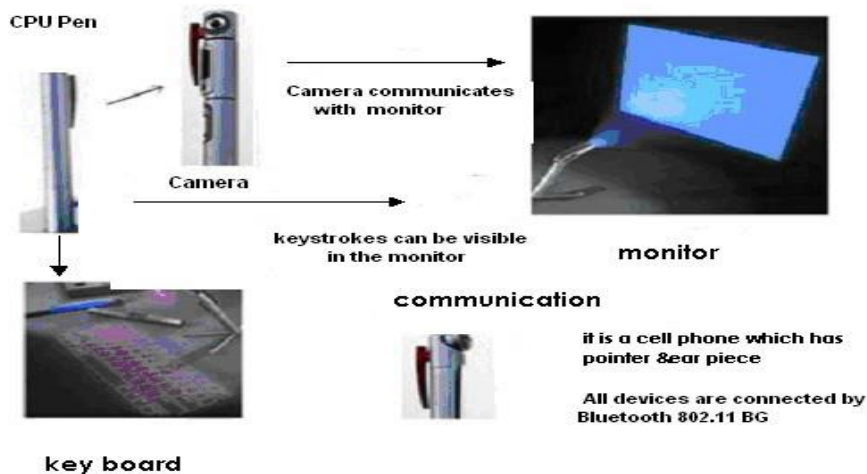 CPU Pen
Camera communicates
with monitor
Camera
keystrokes can be visible
in the monitor
monitor
communication
it is a cell phone which has
pointer &ear piece
All devices are connected by
Bluetooth 802.11 BG
key board